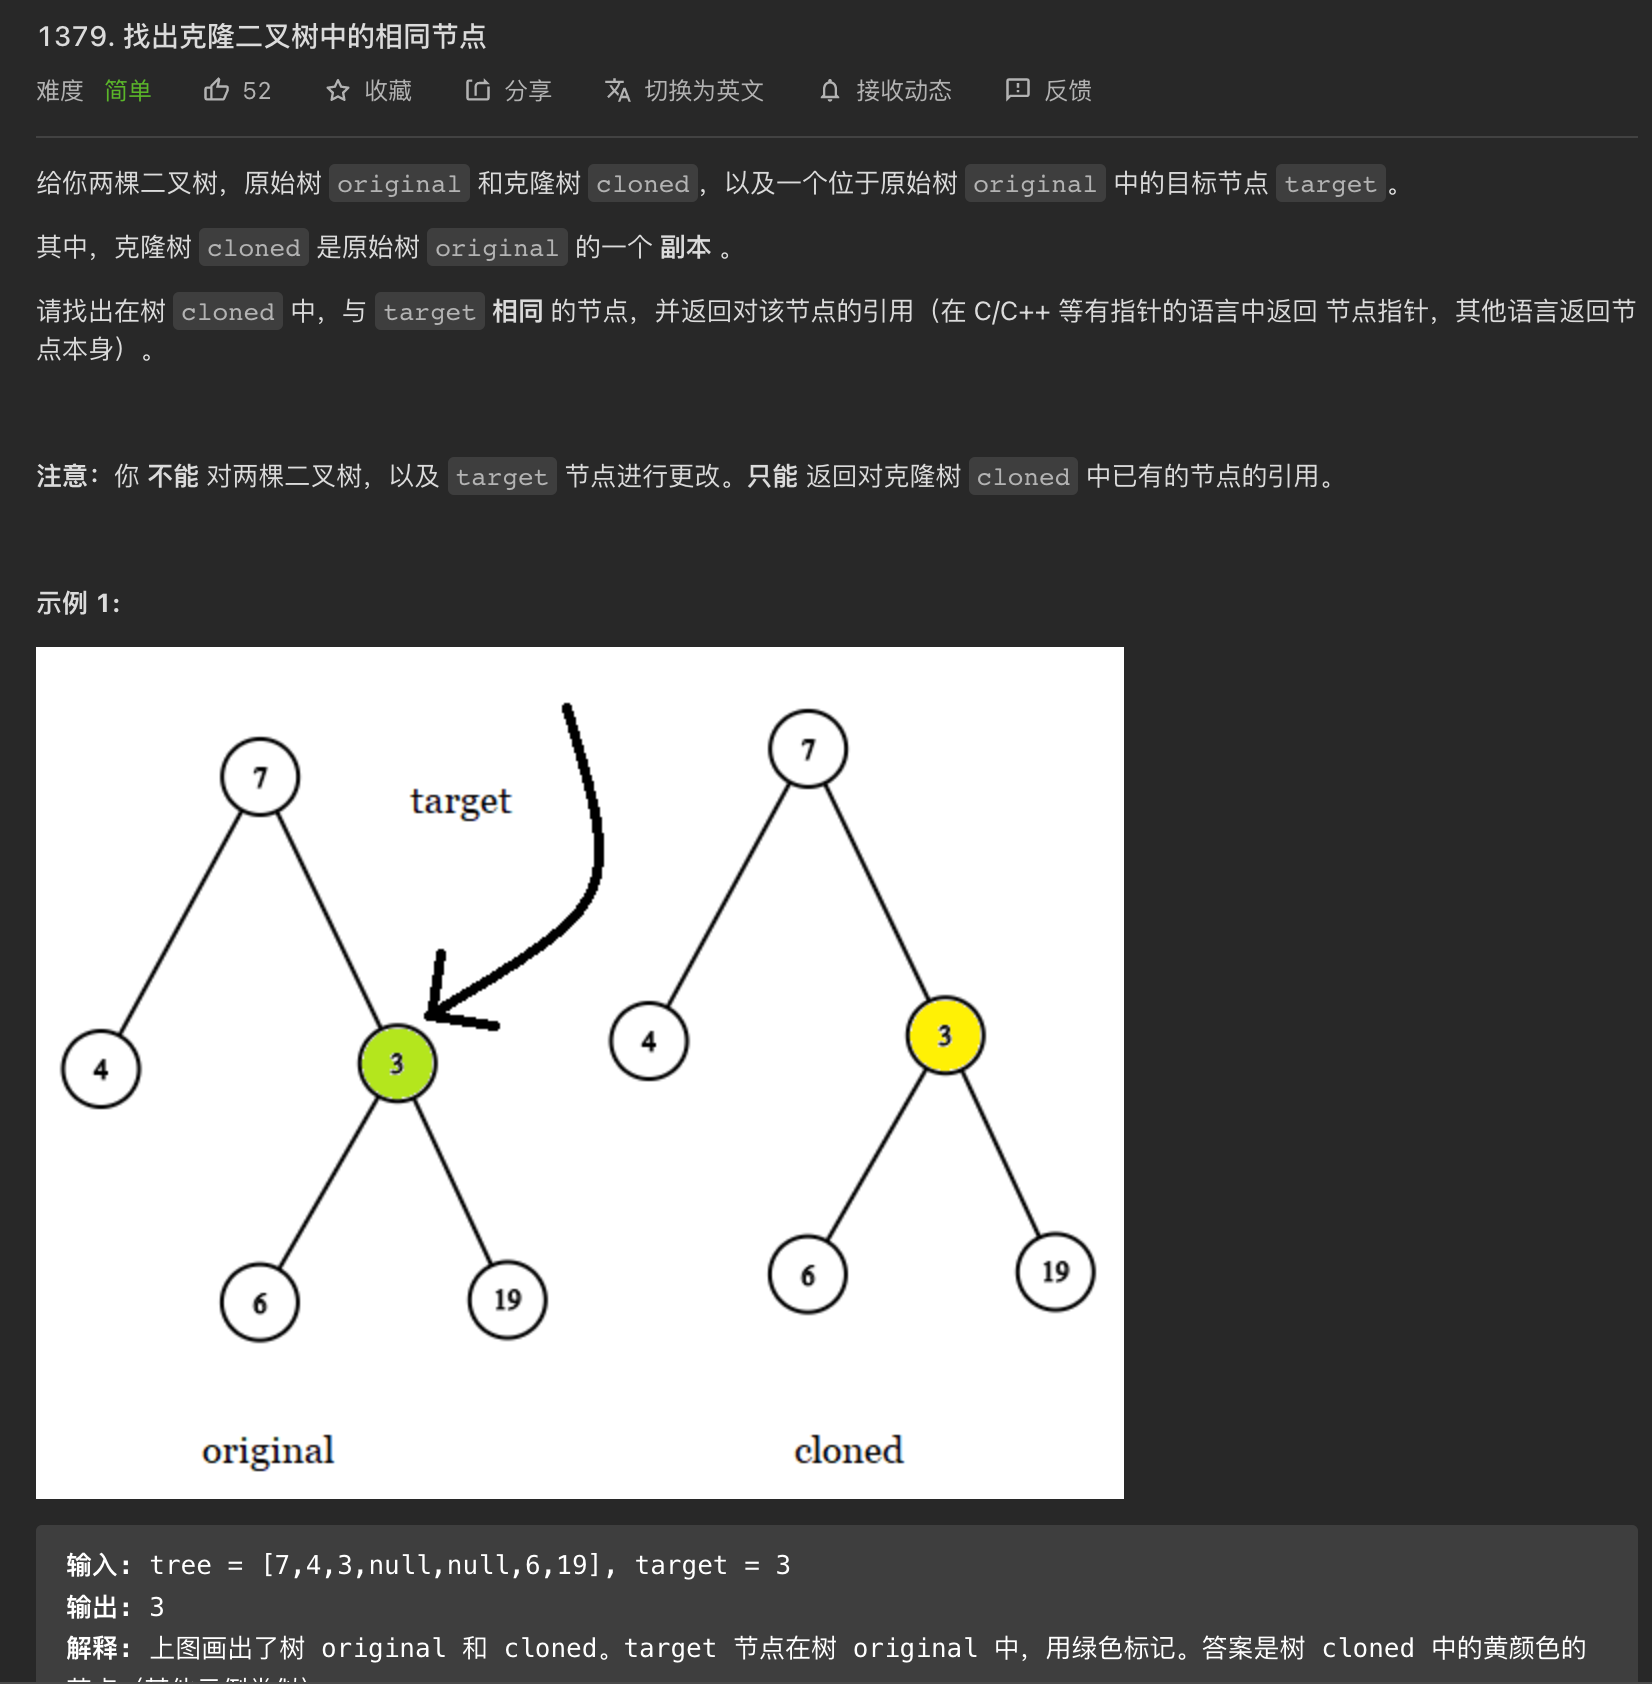 1379. 找出克隆二叉树中的相同节点
难度 简单 52 收藏 分享 切换为英文 接收动态 反馈
给你两棵二叉树，原始树 original 和克隆树 cloned，以及一个位于原始树 original 中的目标节点 target。
其中，克隆树 cloned 是原始树 original 的一个 副本 。
请找出在树 cloned 中，与 target 相同 的节点，并返回对该节点的引用（在 C/C++ 等有指针的语言中返回 节点指针，其他语言返回节
点本身）。
注意：你 不能 对两棵二叉树，以及 target 节点进行更改。只能 返回对克隆树 cloned 中已有的节点的引用。
示例 1:
7
target
7
4
3
4
3
6
19
6
19
original
cloned
输入: tree = [7,4,3,null,null,6,19], target = 3
输出: 3
解释: 上图画出了树 original 和 cloned。target 节点在树 original 中，用绿色标记。答案是树 cloned 中的黄颜色的